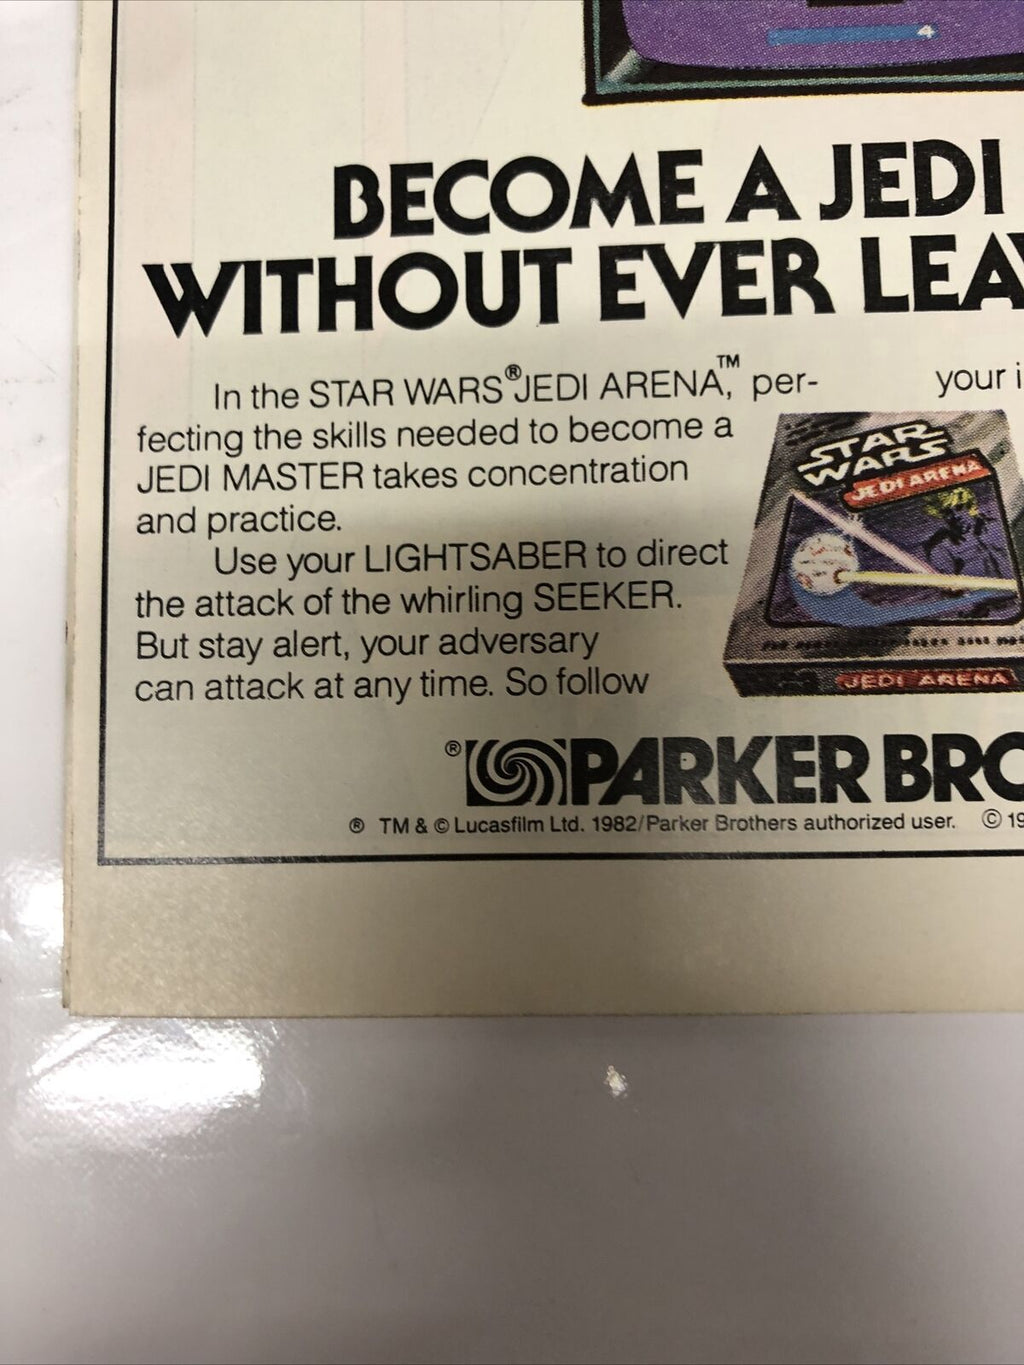 4
BECOME A JEDI
WITHOUT EVER LEA
In the STAR WARS® JEDI ARENA,™ per-
fecting the skills needed to become a
JEDI MASTER takes concentration
and practice.
Use your LIGHTSABER to direct
the attack of the whirling SEEKER.
But stay alert, your adversary
can attack at any time. So follow
your i
STAR
WARS
JEDI ARENA
JEDI ARENA
® PARKER BRO
® TM & © Lucasfilm Ltd. 1982/Parker Brothers authorized user. © 19